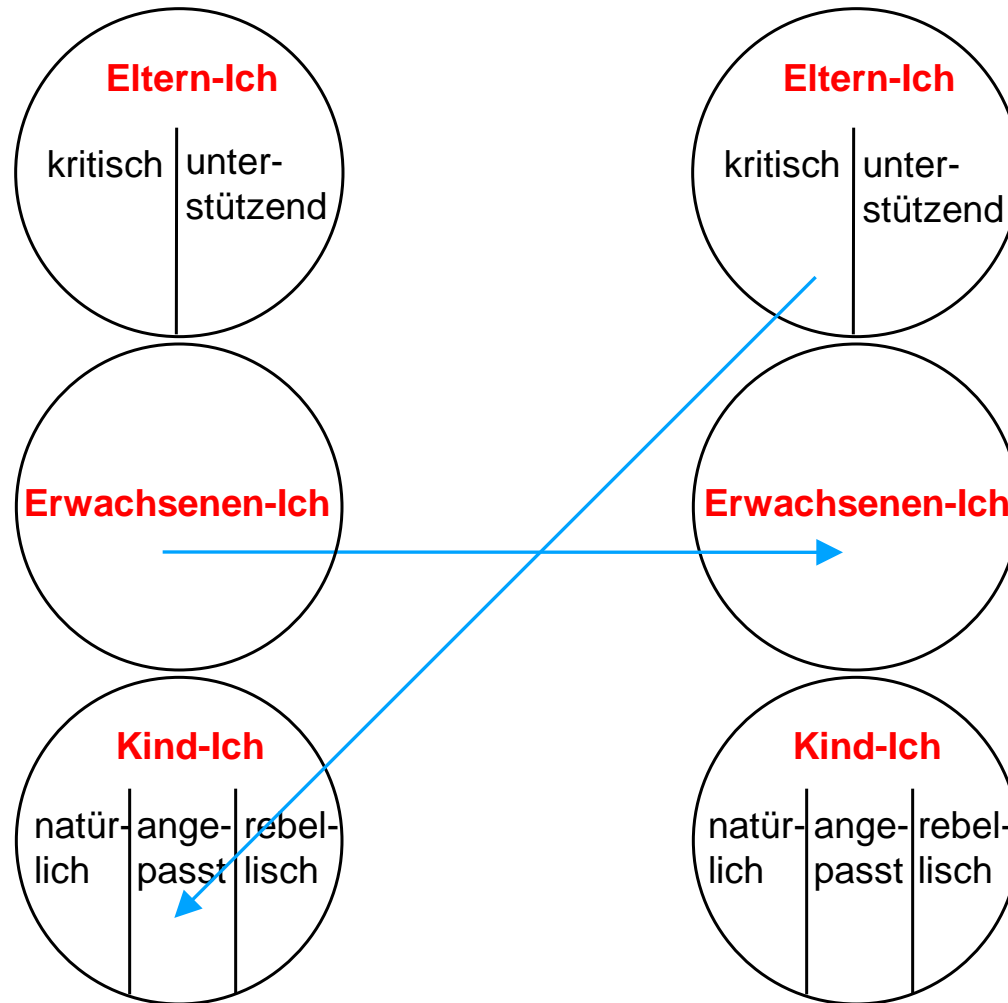 Eltern-Ich
kritisch
unter-
stützend
Erwachsenen-Ich
Kind-Ich
natür-
lich
ange-
passt
rebel-
lisch
Eltern-Ich
kritisch
unter-
stützend
Erwachsenen-Ich
Kind-Ich
natür-
lich
ange-
passt
rebel-
lisch